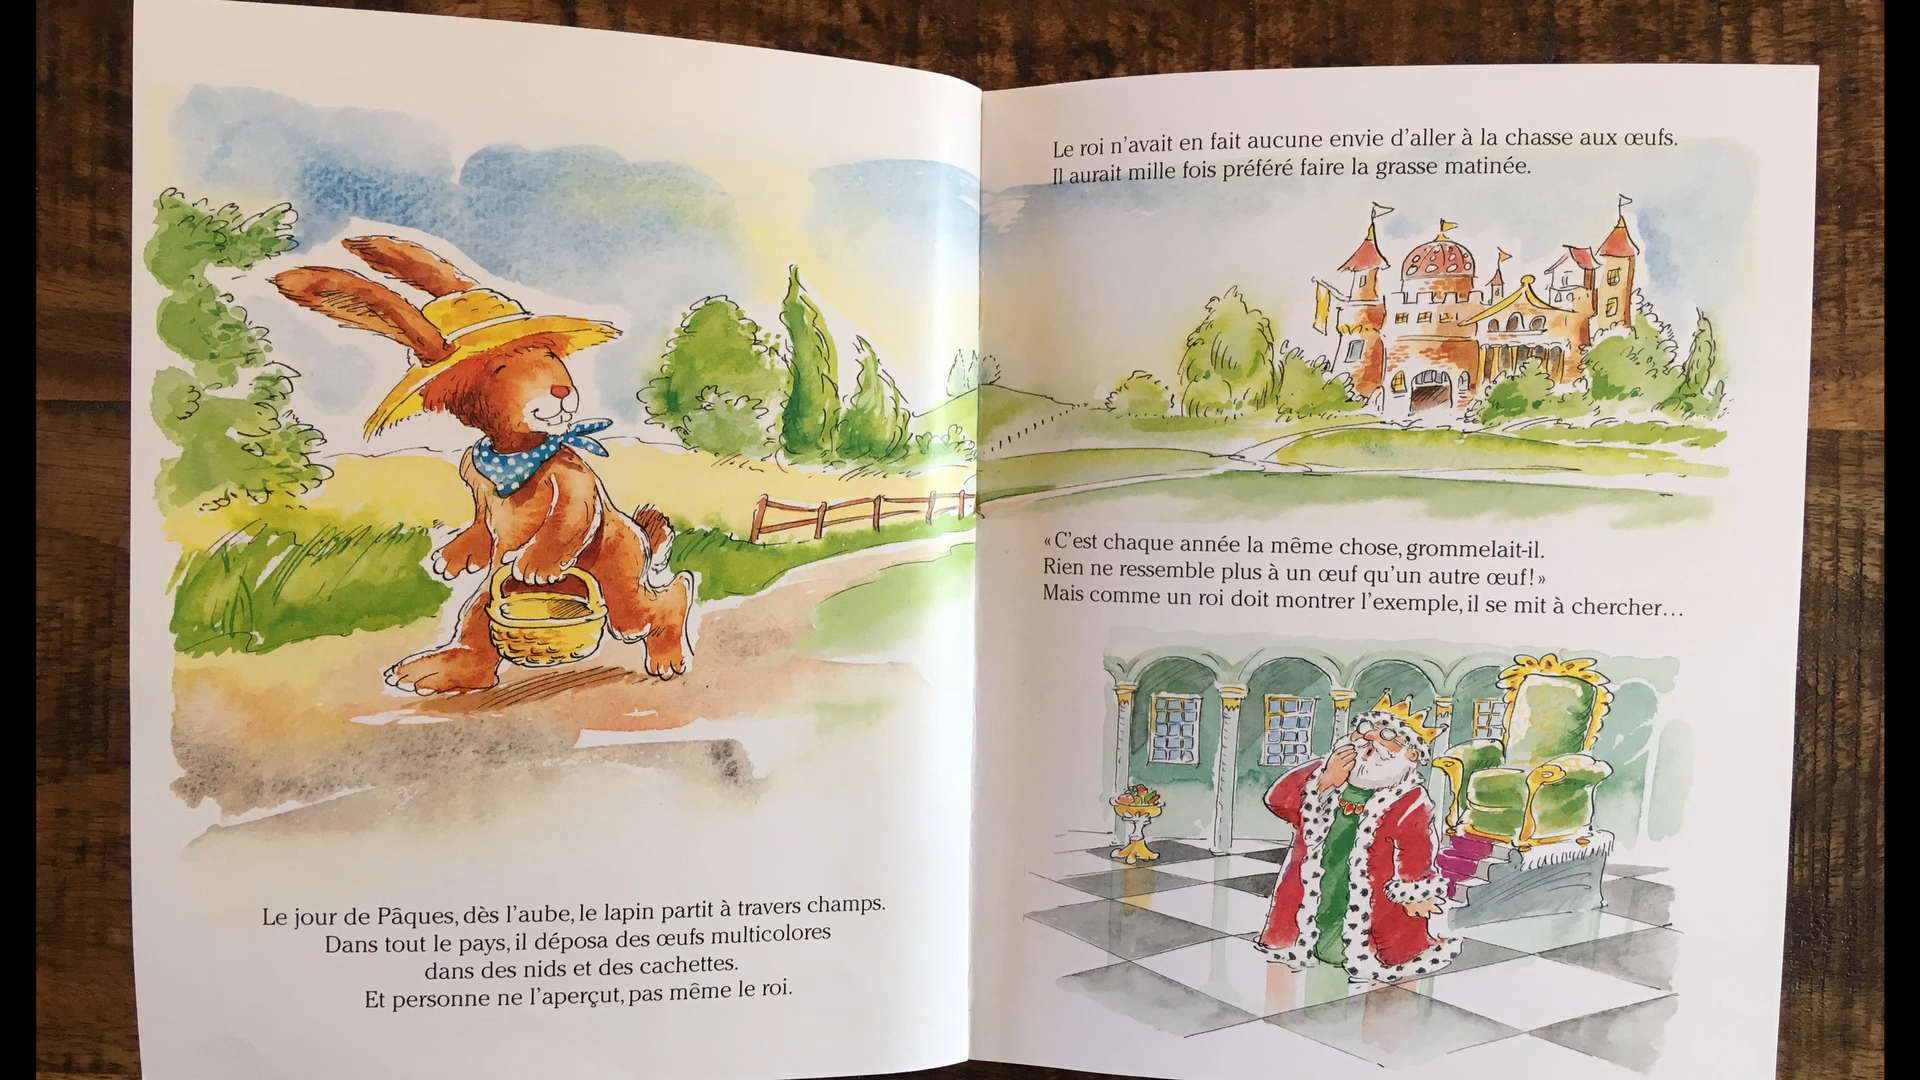 Le jour de Pâques, dès l'aube, le lapin partit à travers champs.
Dans tout le pays, il déposa des œufs multicolores
dans des nids et des cachettes.
Et personne ne l'aperçut, pas même le roi.
Le roi n'avait en fait aucune envie d'aller à la chasse aux œufs.
Il aurait mille fois préféré faire la grasse matinée.
« C'est chaque année la même chose, grommelait-il.
Rien ne ressemble plus à un œuf qu'un autre œuf ! »
Mais comme un roi doit montrer l'exemple, il se mit à chercher...